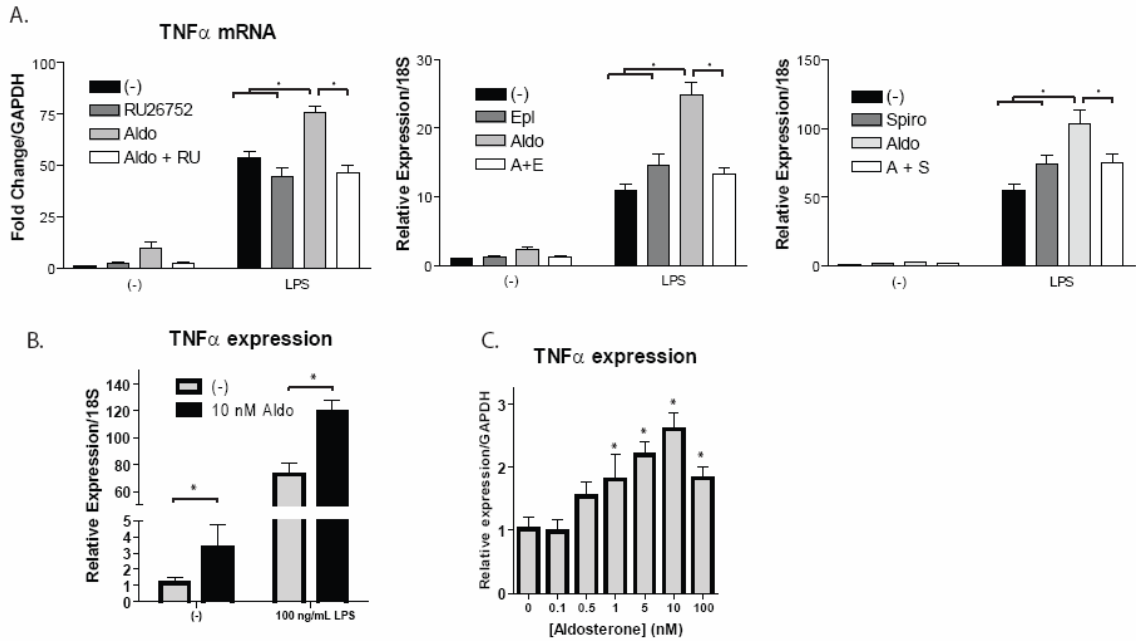 A.
TNFα mRNA
Fold Change/GAPDH
100
75
50
25
0
(-)
RU26752
Aldo
Aldo + RU
*
*
(-)
LPS
Relative Expression/18S
30
20
10
0
(-)
Epl
Aldo
A+E
*
*
(-)
LPS
Relative Expression/18s
150
100
50
0
(-)
Spiro
Aldo
A + S
*
*
(-)
LPS
B.
TNFα expression
Relative Expression/18S
140
120
100
80
60
5
4
3
2
1
0
(-)
10 nM Aldo
*
*
(-)
100 ng/mL LPS
C.
TNFα expression
Relative expression/GAPDH
3
2
1
0
*
*
*
*
0 0.1 0.5 1 5 10 100
[Aldosterone] (nM)